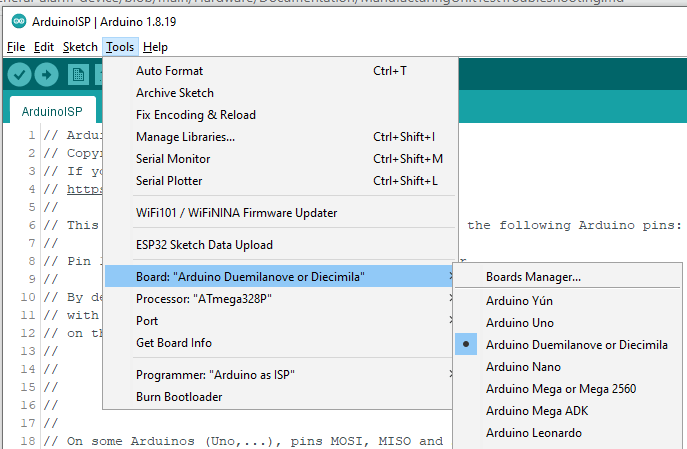 ArduinoISP | Arduino 1.8.19
File Edit Sketch Tools Help
ArduinoISP
Auto Format Ctrl+T
Archive Sketch
Fix Encoding & Reload
Manage Libraries... Ctrl+Shift+I
Serial Monitor Ctrl+Shift+M
Serial Plotter Ctrl+Shift+L
WiFi101 / WiFiNINA Firmware Updater
ESP32 Sketch Data Upload
Board: "Arduino Duemilanove or Diecimila"
Processor: "ATmega328P"
Port
Get Board Info
Programmer: "Arduino as ISP"
Burn Bootloader
Boards Manager...
Arduino Yún
Arduino Uno
Arduino Duemilanove or Diecimila
Arduino Nano
Arduino Mega or Mega 2560
Arduino Mega ADK
Arduino Leonardo
1 // Ardu
2 // Copy
3 // If yo
4 // http
5 //
6 // This the following Arduino pins:
7 //
8 // Pin
9 //
10 // By de
11 // with
12 // on th
13 //
14 //
15 //
16 //
17 //
18 // On some Arduinos (Uno,...), pins MOSI, MISO and